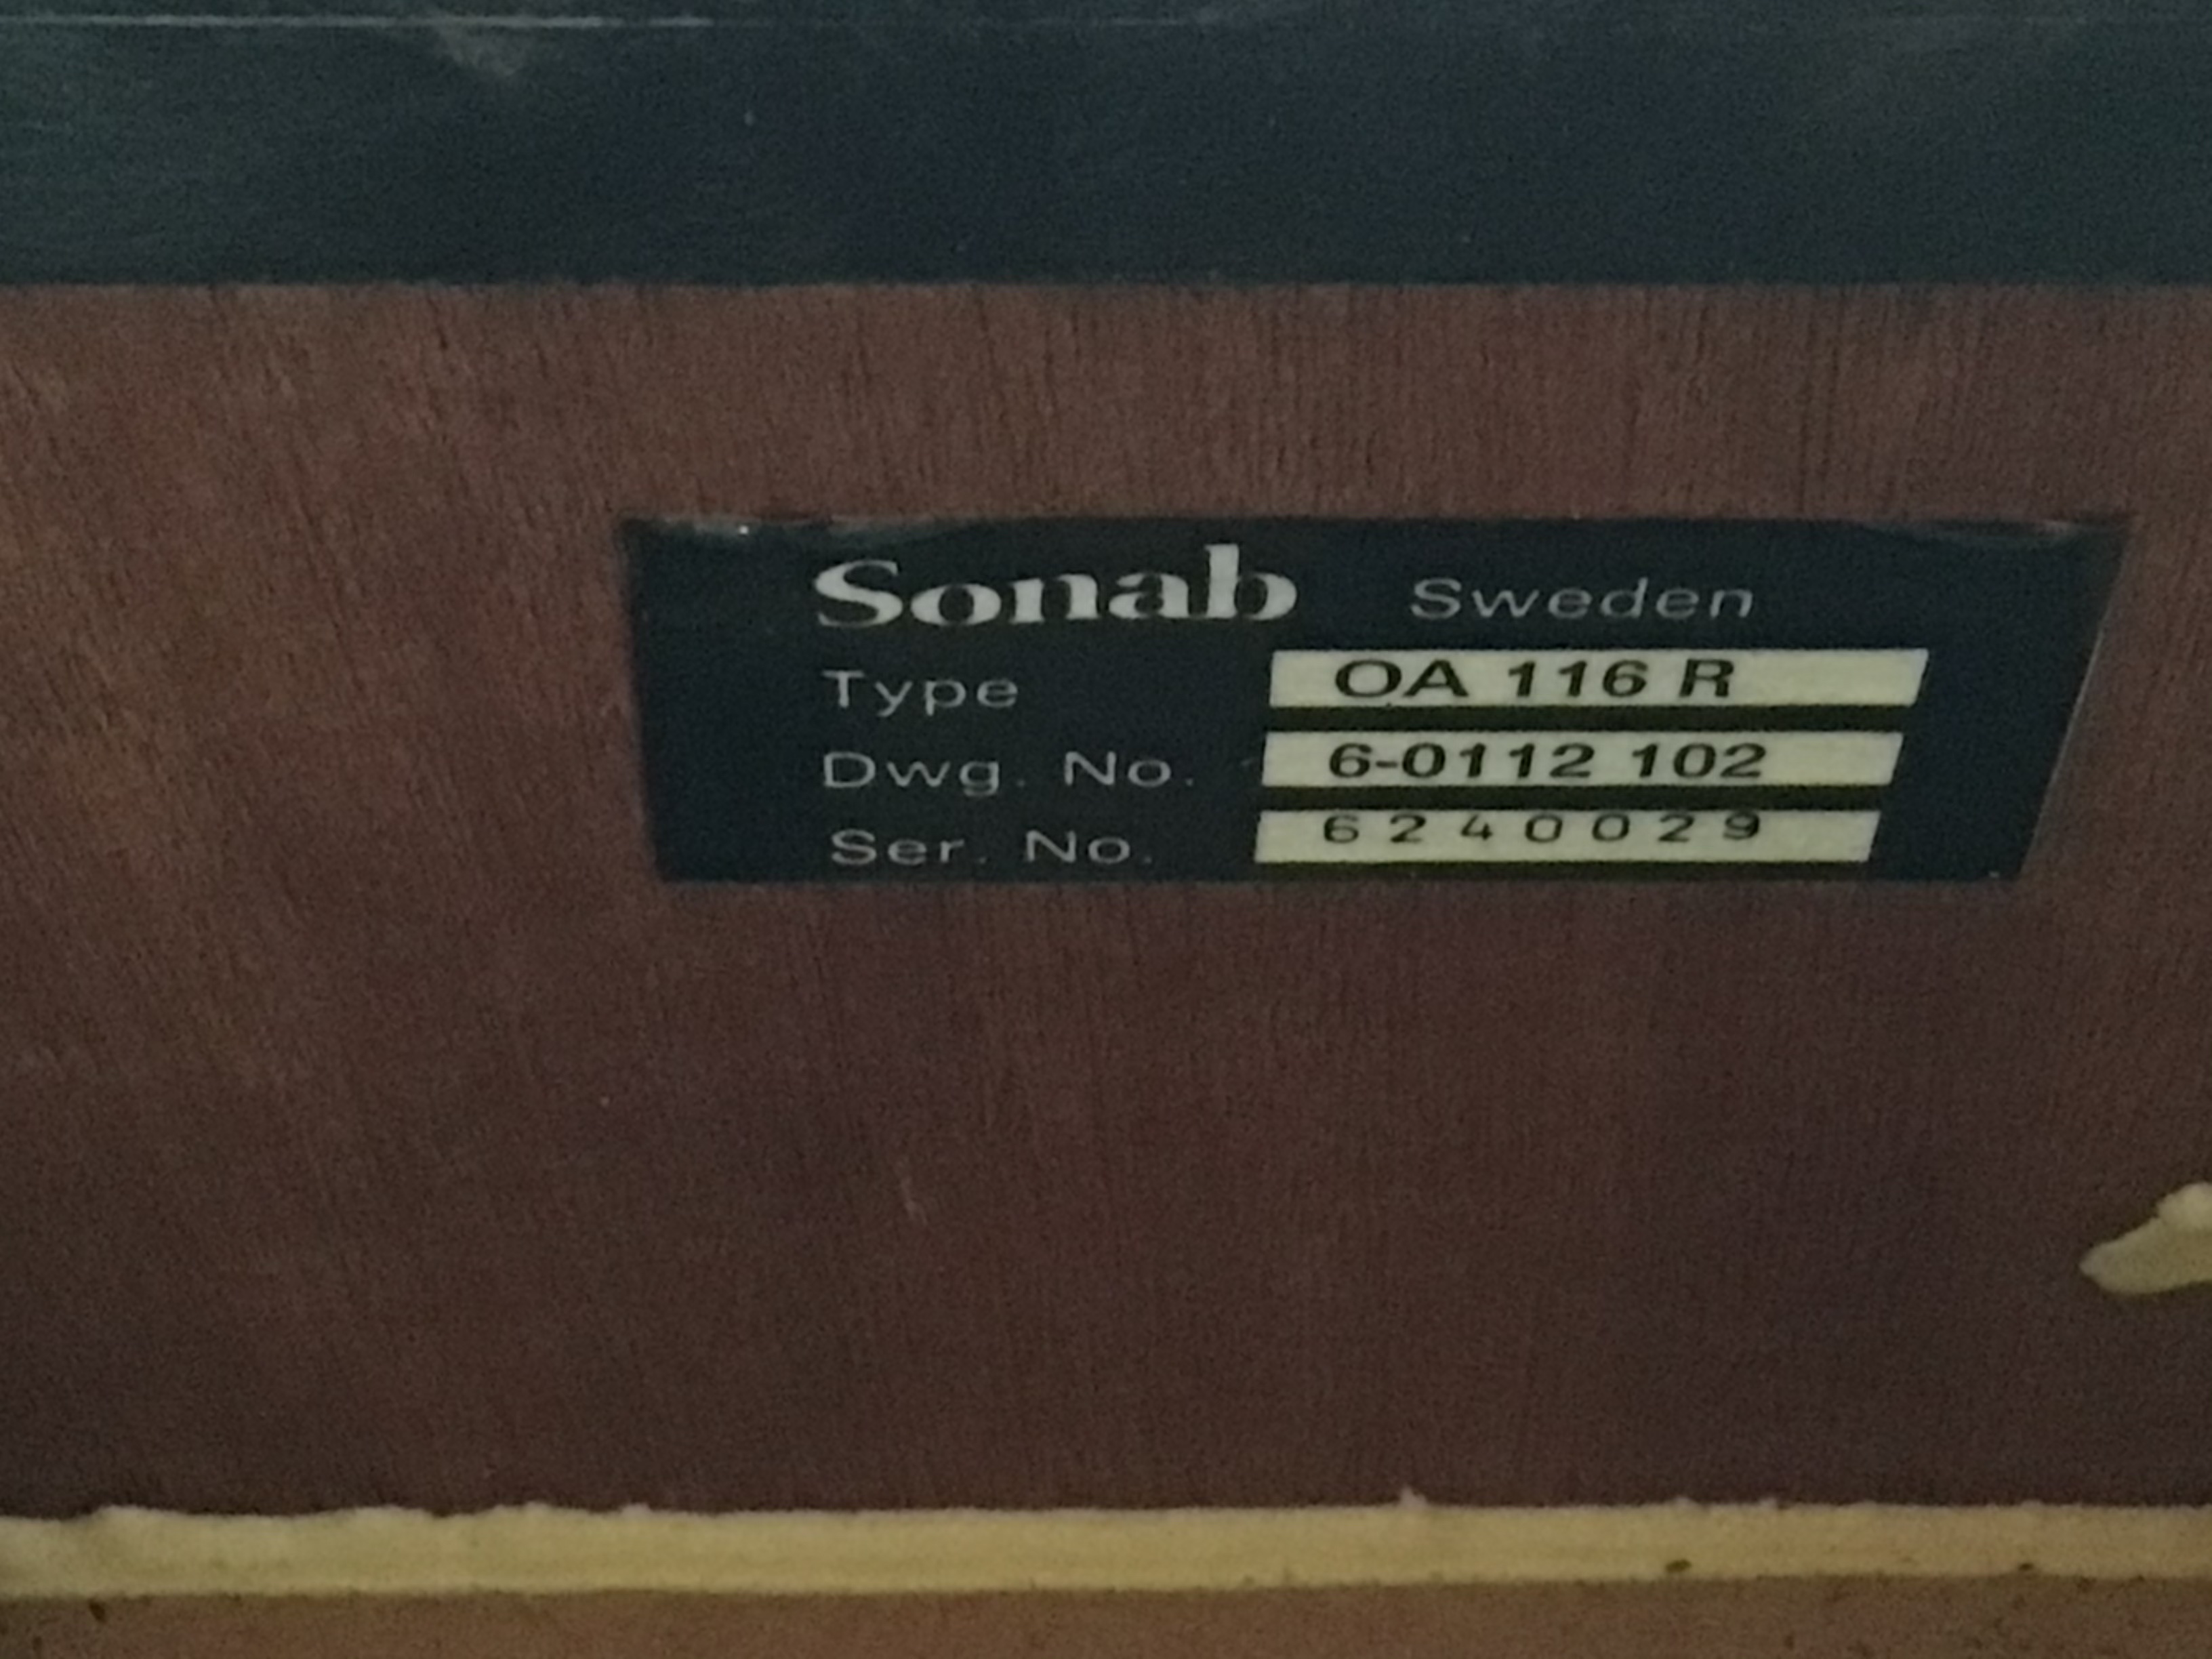 Sonab Sweden
Type OA 116 R
Dwg. No. 6-0112 102
Ser. No. 6240029